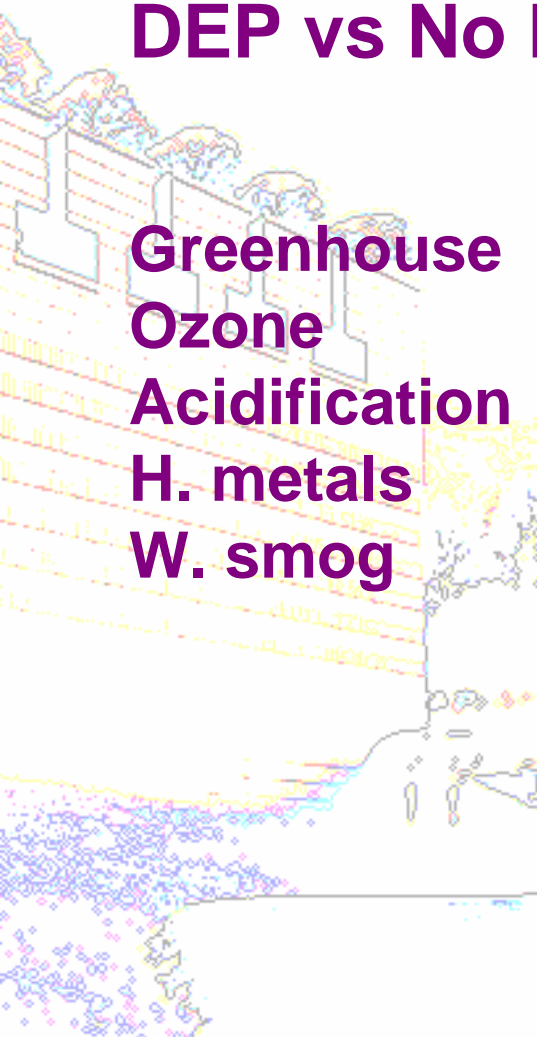 DEP vs No
Greenhouse
Ozone
Acidification
H. metals
W. smog